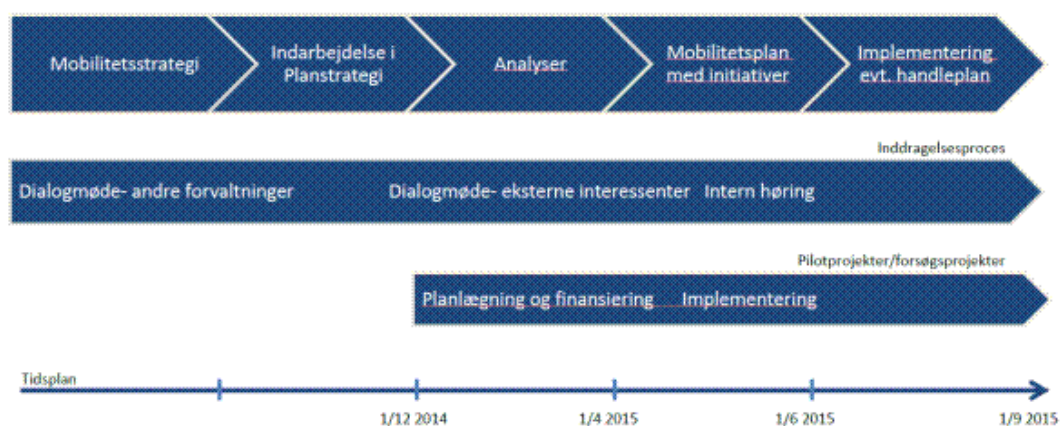 Mobilitetsstrategi
Indarbejdelse i
Planstrategi
Analyser
Mobilitetsplan
med initiativer
Implementering
evt. handleplan
Inddragelsesproces
Dialogmøde- andre forvaltninger
Dialogmøde- eksterne interessenter
Intern høring
Pilotprojekter/forsøgsprojekter
Planlægning og finansiering
Implementering
Tidsplan
1/12 2014
1/4 2015
1/6 2015
1/9 2015